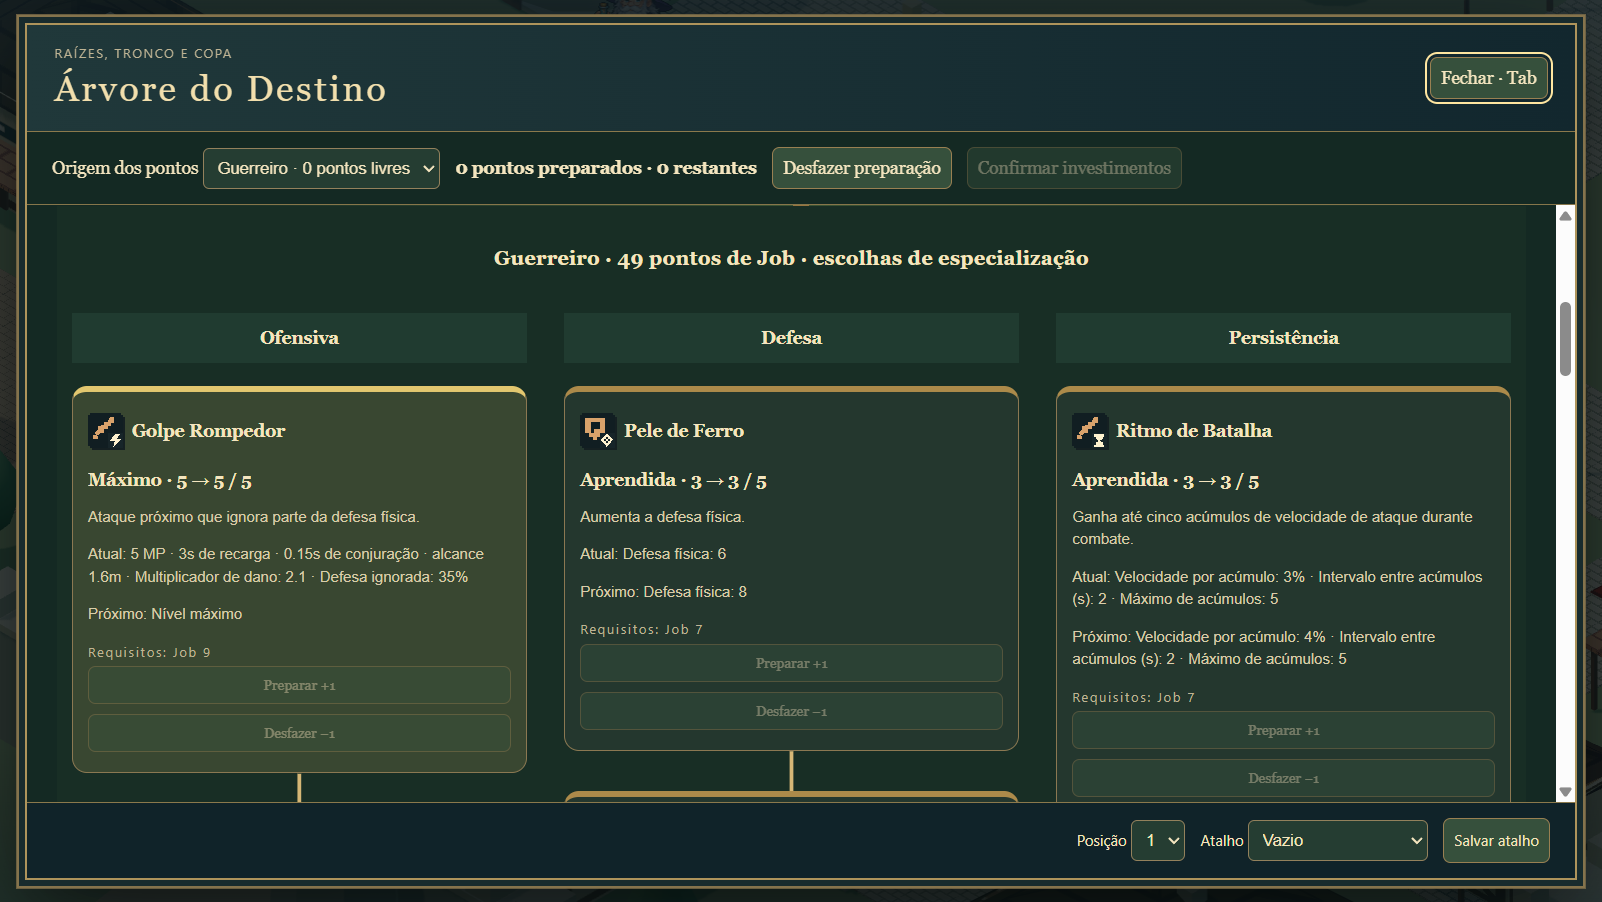 RAÍZES, TRONCO E COPA
Árvore do Destino
Fechar · Tab
Origem dos pontos
Guerreiro · 0 pontos livres
0 pontos preparados · 0 restantes
Desfazer preparação
Confirmar investimentos
Guerreiro · 49 pontos de Job · escolhas de especialização
Ofensiva
Golpe Rompedor
Máximo · 5 → 5 / 5
Ataque próximo que ignora parte da defesa física.
Atual: 5 MP · 3s de recarga · 0.15s de conjuração · alcance
1.6m · Multiplicador de dano: 2.1 · Defesa ignorada: 35%
Próximo: Nível máximo
Requisitos: Job 9
Preparar +1
Desfazer −1
Defesa
Pele de Ferro
Aprendida · 3 → 3 / 5
Aumenta a defesa física.
Atual: Defesa física: 6
Próximo: Defesa física: 8
Requisitos: Job 7
Preparar +1
Desfazer −1
Persistência
Ritmo de Batalha
Aprendida · 3 → 3 / 5
Ganha até cinco acúmulos de velocidade de ataque durante
combate.
Atual: Velocidade por acúmulo: 3% · Intervalo entre acúmulos
(s): 2 · Máximo de acúmulos: 5
Próximo: Velocidade por acúmulo: 4% · Intervalo entre
acúmulos (s): 2 · Máximo de acúmulos: 5
Requisitos: Job 7
Preparar +1
Desfazer −1
Posição
1
Atalho
Vazio
Salvar atalho